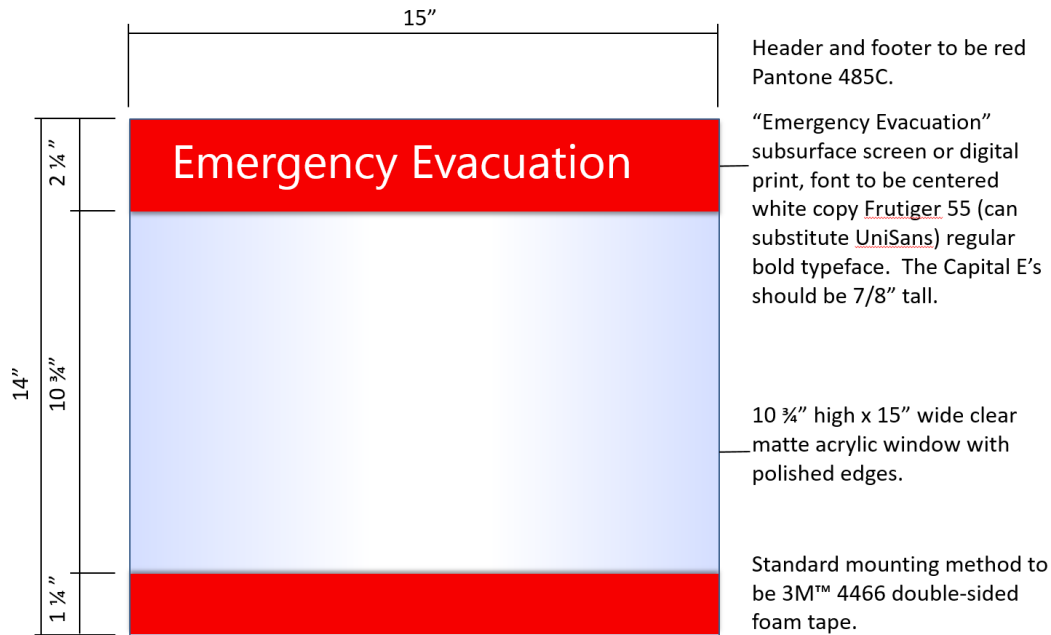 15”
Header and footer to be red
Pantone 485C.
“Emergency Evacuation”
subsurface screen or digital
print, font to be centered
white copy Frutiger 55 (can
substitute UniSans) regular
bold typeface.  The Capital E’s
should be 7/8” tall.
2 ¼”
Emergency Evacuation
14”
10 ¾”
10 ¾” high x 15” wide clear
matte acrylic window with
polished edges.
1 ¼”
Standard mounting method to
be 3M™ 4466 double-sided
foam tape.